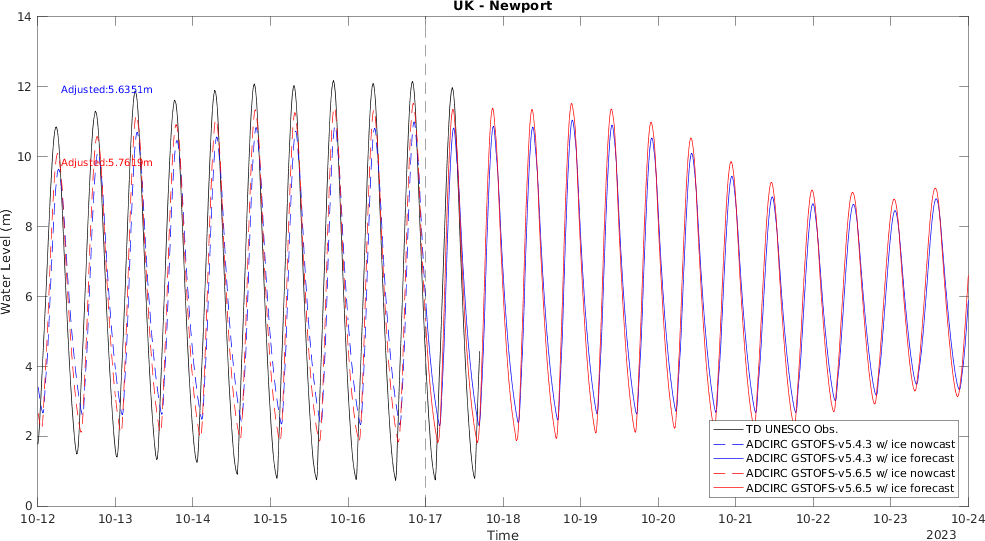 UK - Newport
14
12
10
8
6
4
2
0
Water Level (m)
Adjusted:5.6351m
Adjusted:5.7619m
TD UNESCO Obs.
ADCIRC GSTOFS-v5.4.3 w/ ice nowcast
ADCIRC GSTOFS-v5.4.3 w/ ice forecast
ADCIRC GSTOFS-v5.6.5 w/ ice nowcast
ADCIRC GSTOFS-v5.6.5 w/ ice forecast
10-12 10-13 10-14 10-15 10-16 10-17 10-18 10-19 10-20 10-21 10-22 10-23 10-24
Time
2023